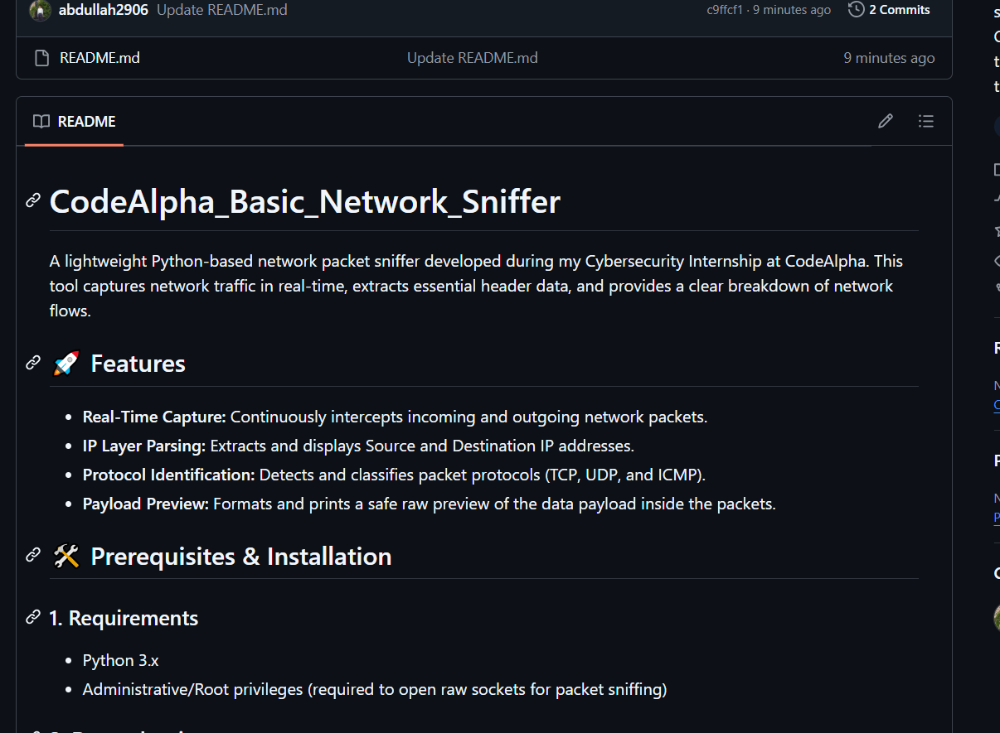 abdullah2906 Update README.md c9ffcf1 · 9 minutes ago 2 Commits
README.md Update README.md 9 minutes ago
README
CodeAlpha_Basic_Network_Sniffer
A lightweight Python-based network packet sniffer developed during my Cybersecurity Internship at CodeAlpha. This
tool captures network traffic in real-time, extracts essential header data, and provides a clear breakdown of network
flows.
🚀 Features
• Real-Time Capture: Continuously intercepts incoming and outgoing network packets.
• IP Layer Parsing: Extracts and displays Source and Destination IP addresses.
• Protocol Identification: Detects and classifies packet protocols (TCP, UDP, and ICMP).
• Payload Preview: Formats and prints a safe raw preview of the data payload inside the packets.
🛠️ Prerequisites & Installation
1. Requirements
• Python 3.x
• Administrative/Root privileges (required to open raw sockets for packet sniffing)